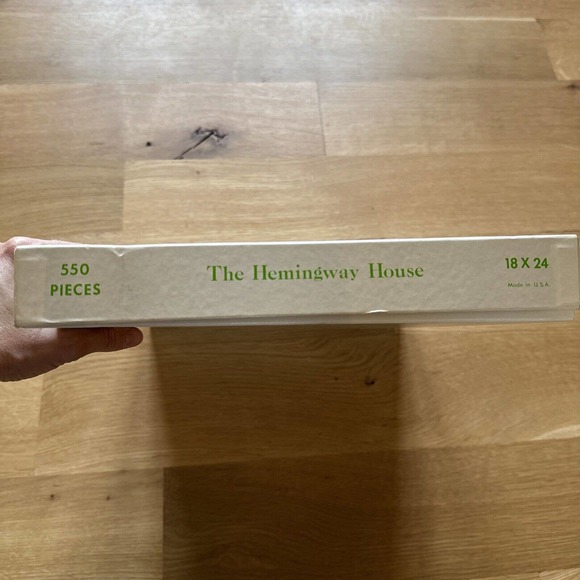 550
PIECES
The Hemingway House
18 X 24
Made in U.S.A.